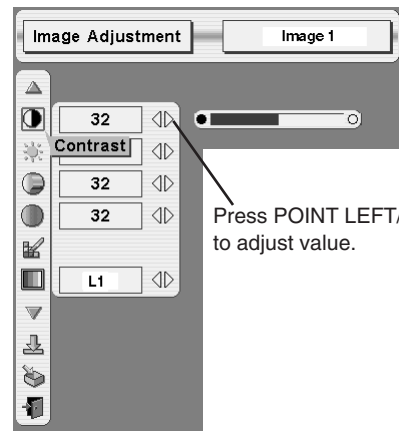 Image Adjustment
Image 1
32
Contrast
32
32
L1
Press POINT LEFT/
to adjust value.